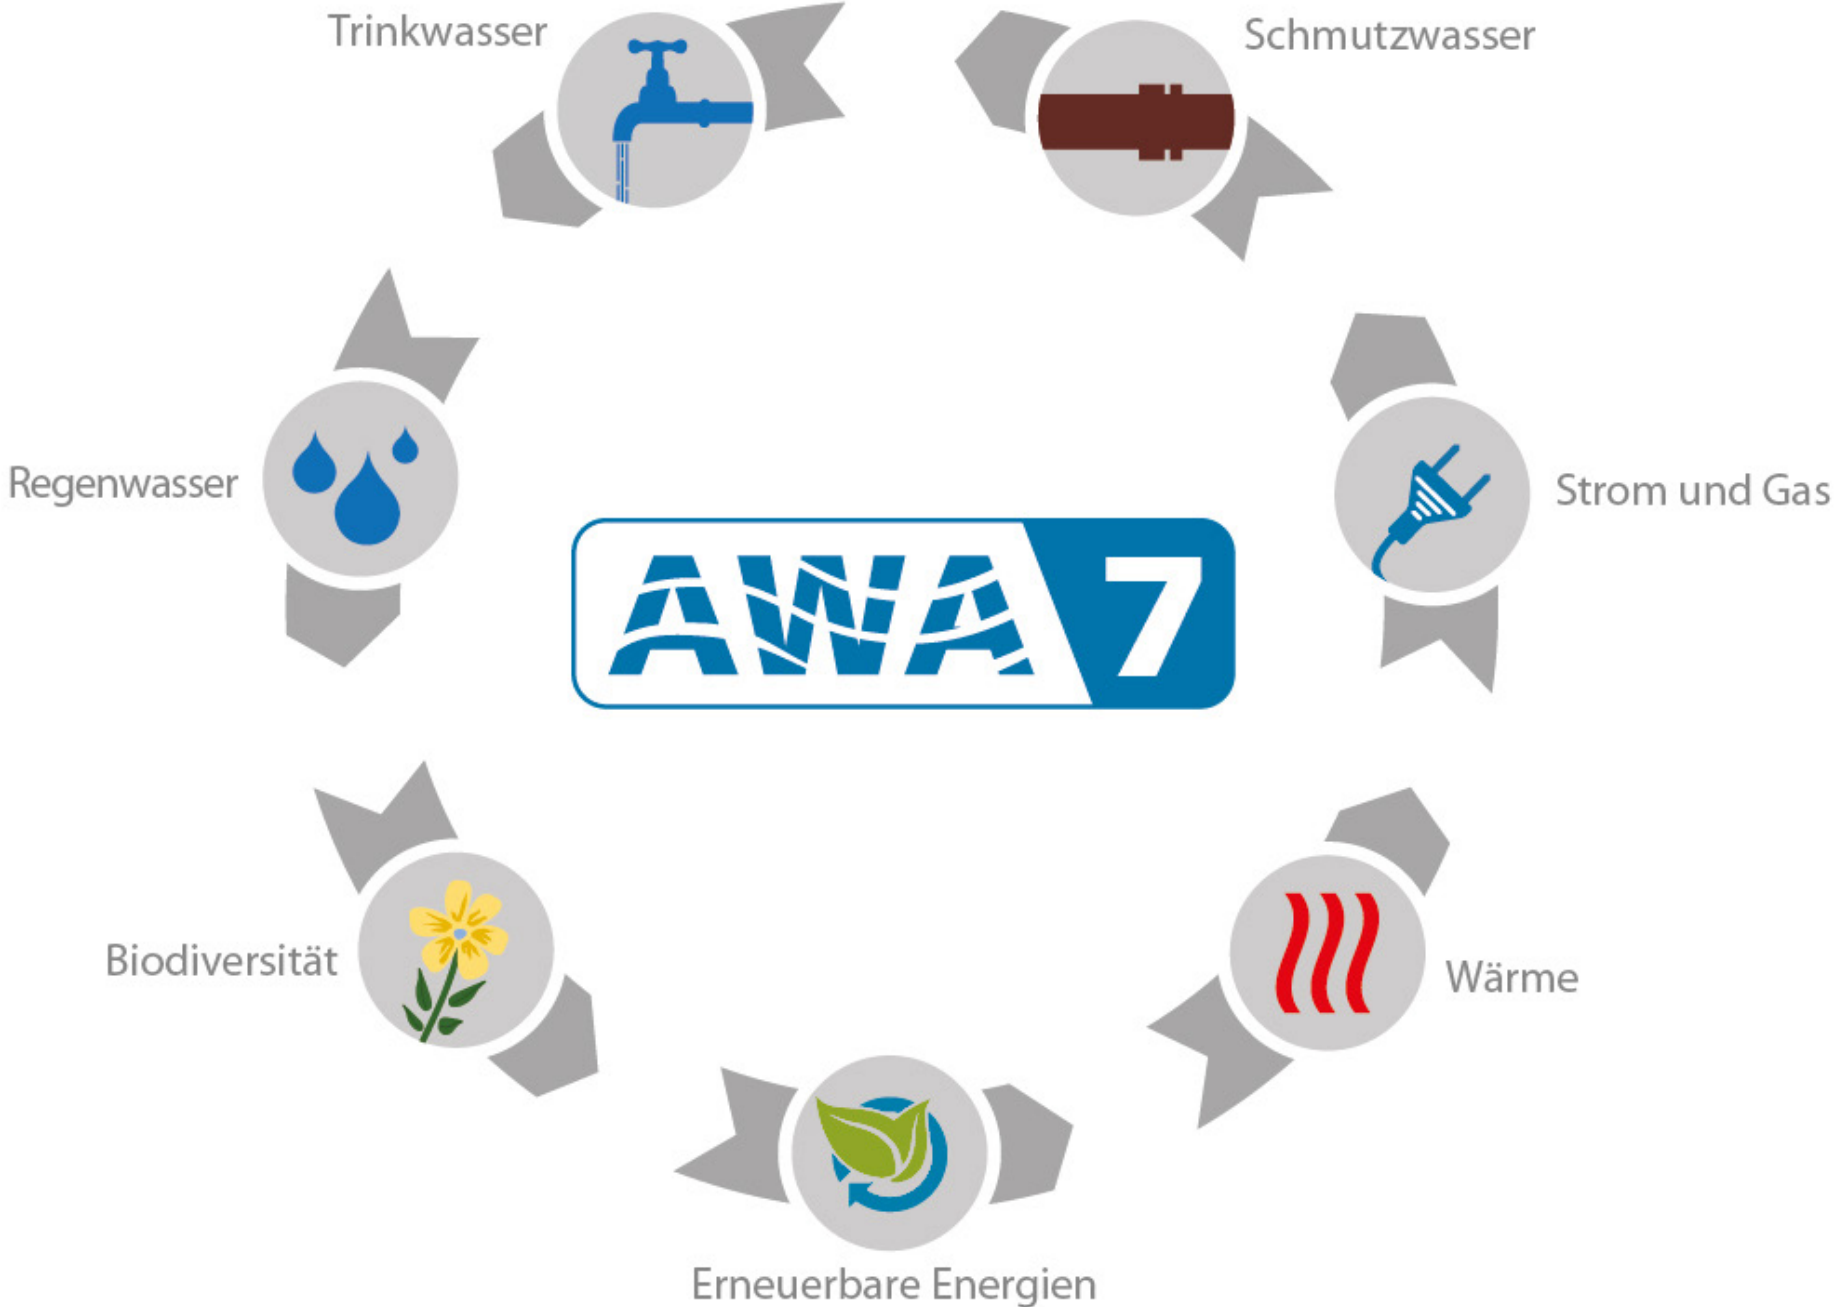 Trinkwasser
Schmutzwasser
Regenwasser
Strom und Gas
AWA 7
Biodiversität
Wärme
Erneuerbare Energien